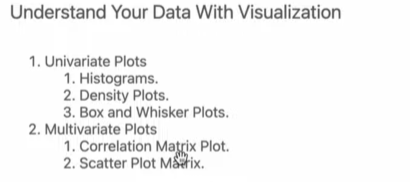 Understand Your Data With Visualization
1. Univariate Plots
1. Histograms.
2. Density Plots.
3. Box and Whisker Plots.
2. Multivariate Plots
1. Correlation Matrix Plot.
2. Scatter Plot Matrix.